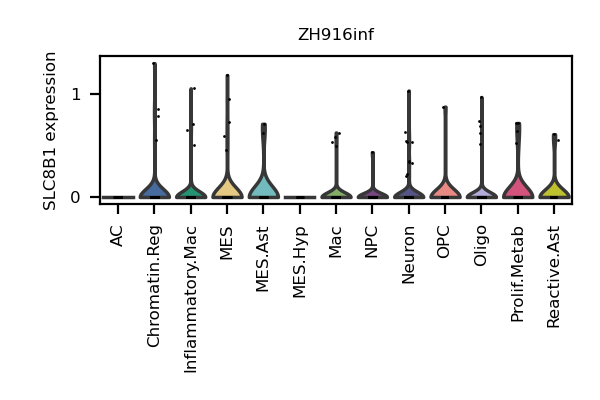 ZH916inf
SLC8B1 expression
1
0
AC
Chromatin.Reg
Inflammatory.Mac
MES
MES.Ast
MES.Hyp
Mac
NPC
Neuron
OPC
Oligo
Prolif.Metab
Reactive.Ast